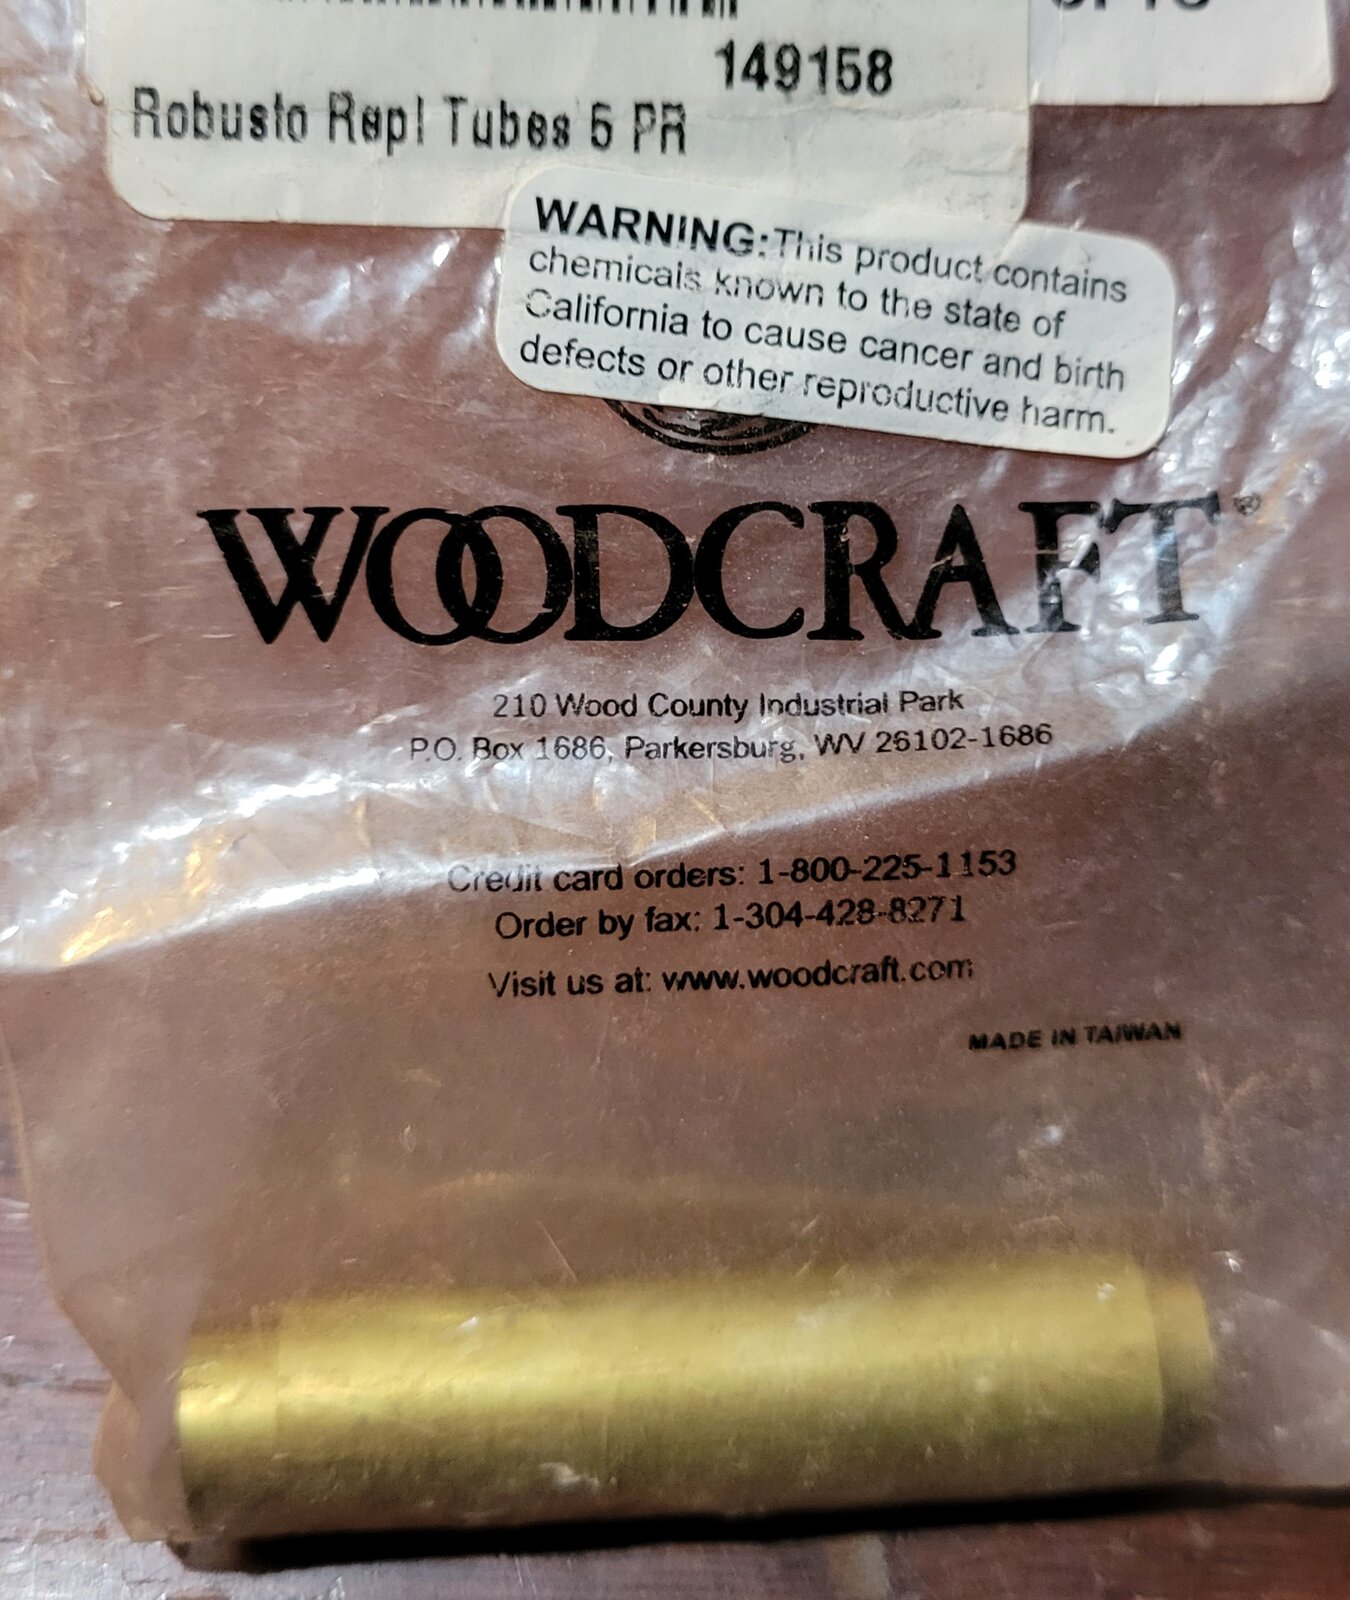 149158
Robusto Repl Tubes 5 PR
WARNING: This product contains
chemicals known to the state of
California to cause cancer and birth
defects or other reproductive harm.
WOODCRAFT®
210 Wood County Industrial Park
P.O. Box 1686, Parkersburg, WV 26102-1686
Credit card orders: 1-800-225-1153
Order by fax: 1-304-428-8271
Visit us at: www.woodcraft.com
MADE IN TAIWAN